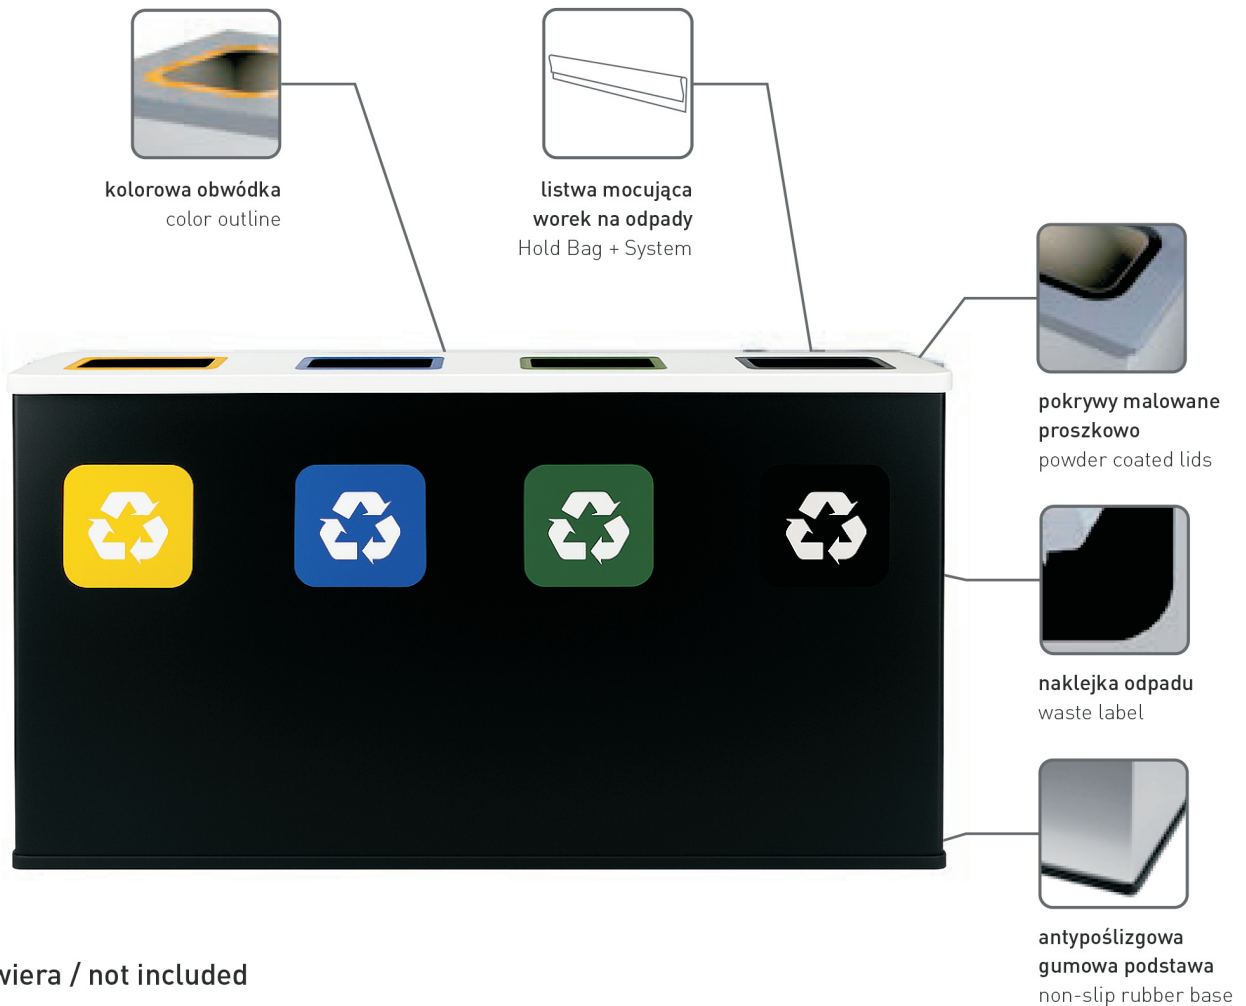 kolorowa obwódka
color outline
listwa mocująca
worek na odpady
Hold Bag + System
pokrywy malowane
proszkowo
powder coated lids
naklejka odpadu
waste label
antypoślizgowa
gumowa podstawa
non-slip rubber base
/ not included